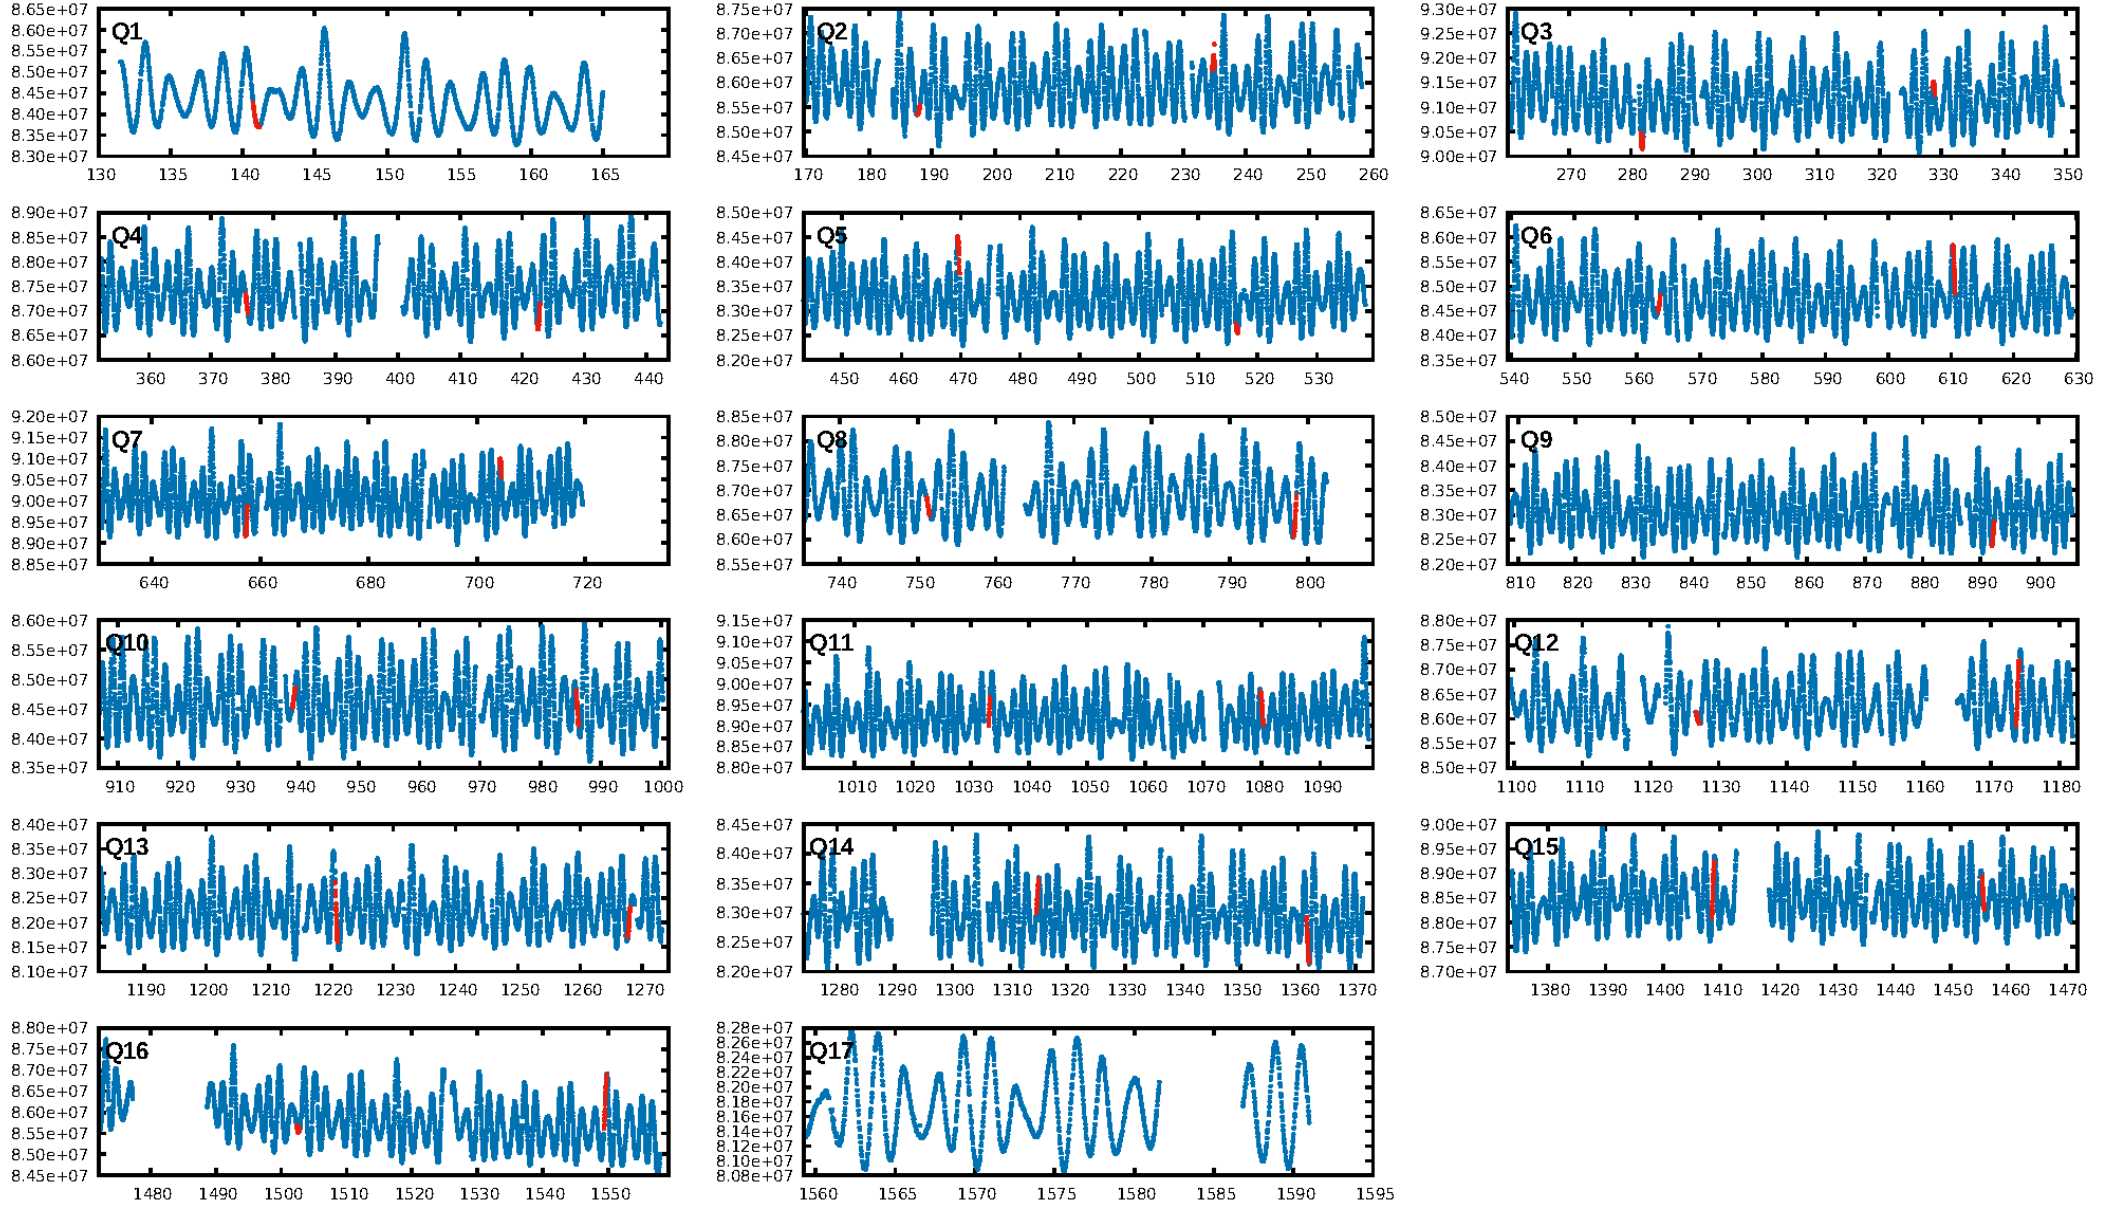 8.65e+07
8.60e+07
8.55e+07
8.50e+07
8.45e+07
8.40e+07
8.35e+07
8.30e+07
Q1
130 135 140 145 150 155 160 165
8.75e+07
8.70e+07
8.65e+07
8.60e+07
8.55e+07
8.50e+07
8.45e+07
Q2
170 180 190 200 210 220 230 240 250 260
9.30e+07
9.25e+07
9.20e+07
9.15e+07
9.10e+07
9.05e+07
9.00e+07
Q3
270 280 290 300 310 320 330 340 350
8.90e+07
8.85e+07
8.80e+07
8.75e+07
8.70e+07
8.65e+07
8.60e+07
Q4
360 370 380 390 400 410 420 430 440
8.50e+07
8.45e+07
8.40e+07
8.35e+07
8.30e+07
8.25e+07
8.20e+07
Q5
450 460 470 480 490 500 510 520 530
8.65e+07
8.60e+07
8.55e+07
8.50e+07
8.45e+07
8.40e+07
8.35e+07
Q6
540 550 560 570 580 590 600 610 620 630
9.20e+07
9.15e+07
9.10e+07
9.05e+07
9.00e+07
8.95e+07
8.90e+07
8.85e+07
Q7
640 660 680 700 720
8.85e+07
8.80e+07
8.75e+07
8.70e+07
8.65e+07
8.60e+07
8.55e+07
Q8
740 750 760 770 780 790 800
8.50e+07
8.45e+07
8.40e+07
8.35e+07
8.30e+07
8.25e+07
8.20e+07
Q9
810 820 830 840 850 860 870 880 890 900
8.60e+07
8.55e+07
8.50e+07
8.45e+07
8.40e+07
8.35e+07
Q10
910 920 930 940 950 960 970 980 990 1000
9.15e+07
9.10e+07
9.05e+07
9.00e+07
8.95e+07
8.90e+07
8.85e+07
8.80e+07
Q11
1010 1020 1030 1040 1050 1060 1070 1080 1090
8.80e+07
8.75e+07
8.70e+07
8.65e+07
8.60e+07
8.55e+07
8.50e+07
Q12
1100 1110 1120 1130 1140 1150 1160 1170 1180
8.40e+07
8.35e+07
8.30e+07
8.25e+07
8.20e+07
8.15e+07
8.10e+07
Q13
1190 1200 1210 1220 1230 1240 1250 1260 1270
8.45e+07
8.40e+07
8.35e+07
8.30e+07
8.25e+07
8.20e+07
Q14
1280 1290 1300 1310 1320 1330 1340 1350 1360 1370
9.00e+07
8.95e+07
8.90e+07
8.85e+07
8.80e+07
8.75e+07
8.70e+07
Q15
1380 1390 1400 1410 1420 1430 1440 1450 1460 1470
8.80e+07
8.75e+07
8.70e+07
8.65e+07
8.60e+07
8.55e+07
8.50e+07
8.45e+07
Q16
1480 1490 1500 1510 1520 1530 1540 1550
8.28e+07
8.26e+07
8.24e+07
8.22e+07
8.20e+07
8.18e+07
8.16e+07
8.14e+07
8.12e+07
8.10e+07
8.08e+07
Q17
1560 1565 1570 1575 1580 1585 1590 1595